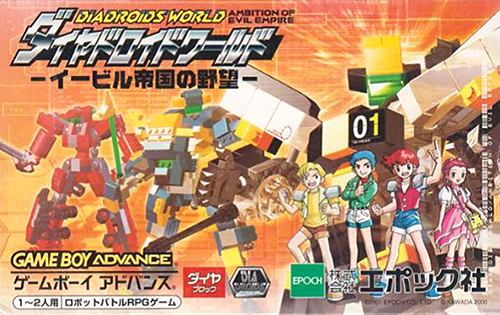 DIADROIDS WORLD AMBITION OF EVIL EMPIRE
ダイヤドロイドワールド
-イービル帝国の野望-
01
GAME BOY ADVANCE
ゲームボーイ アドバンス®
ダイヤブロック
EPOCH
株式会社エポック社
1〜2人用 ロボットバトルRPGゲーム
©2001 EPOCH CO., LTD. © KAWADA 2000